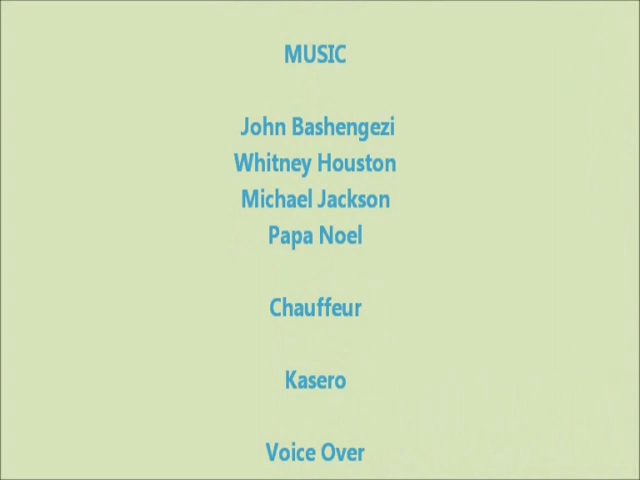 MUSIC
John Bashengezi
Whitney Houston
Michael Jackson
Papa Noel
Chauffeur
Kasero
Voice Over